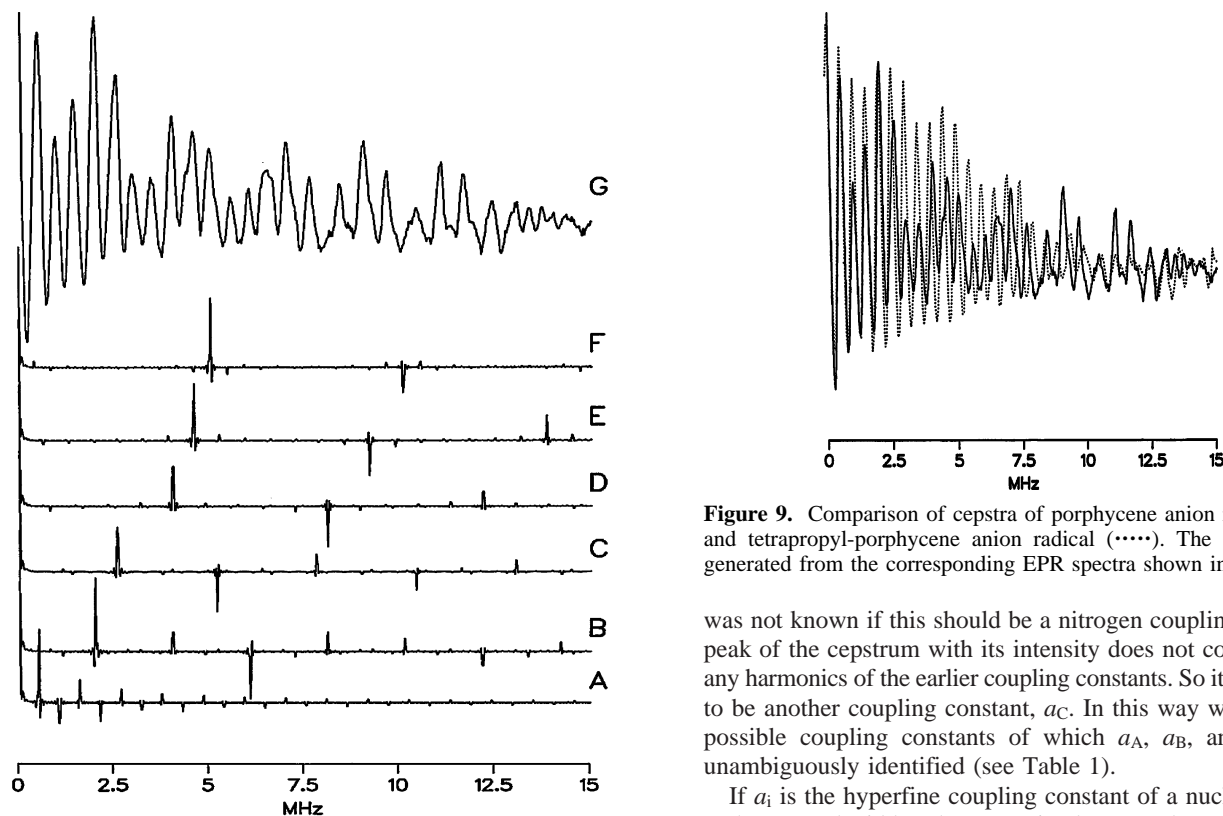 G
F
E
D
C
B
A
0 2.5 5 7.5 10 12.5 15
MHz
0 2.5 5 7.5 10 12.5 15
MHz
Figure 9. Comparison of cepstra of porphycene anion
and tetrapropyl-porphycene anion radical (·····). The
generated from the corresponding EPR spectra shown in
was not known if this should be a nitrogen coupling
peak of the cepstrum with its intensity does not
any harmonics of the earlier coupling constants. So
to be another coupling constant, aC. In this way
possible coupling constants of which aA, aB,
unambiguously identified (see Table 1).
If ai is the hyperfine coupling constant of a